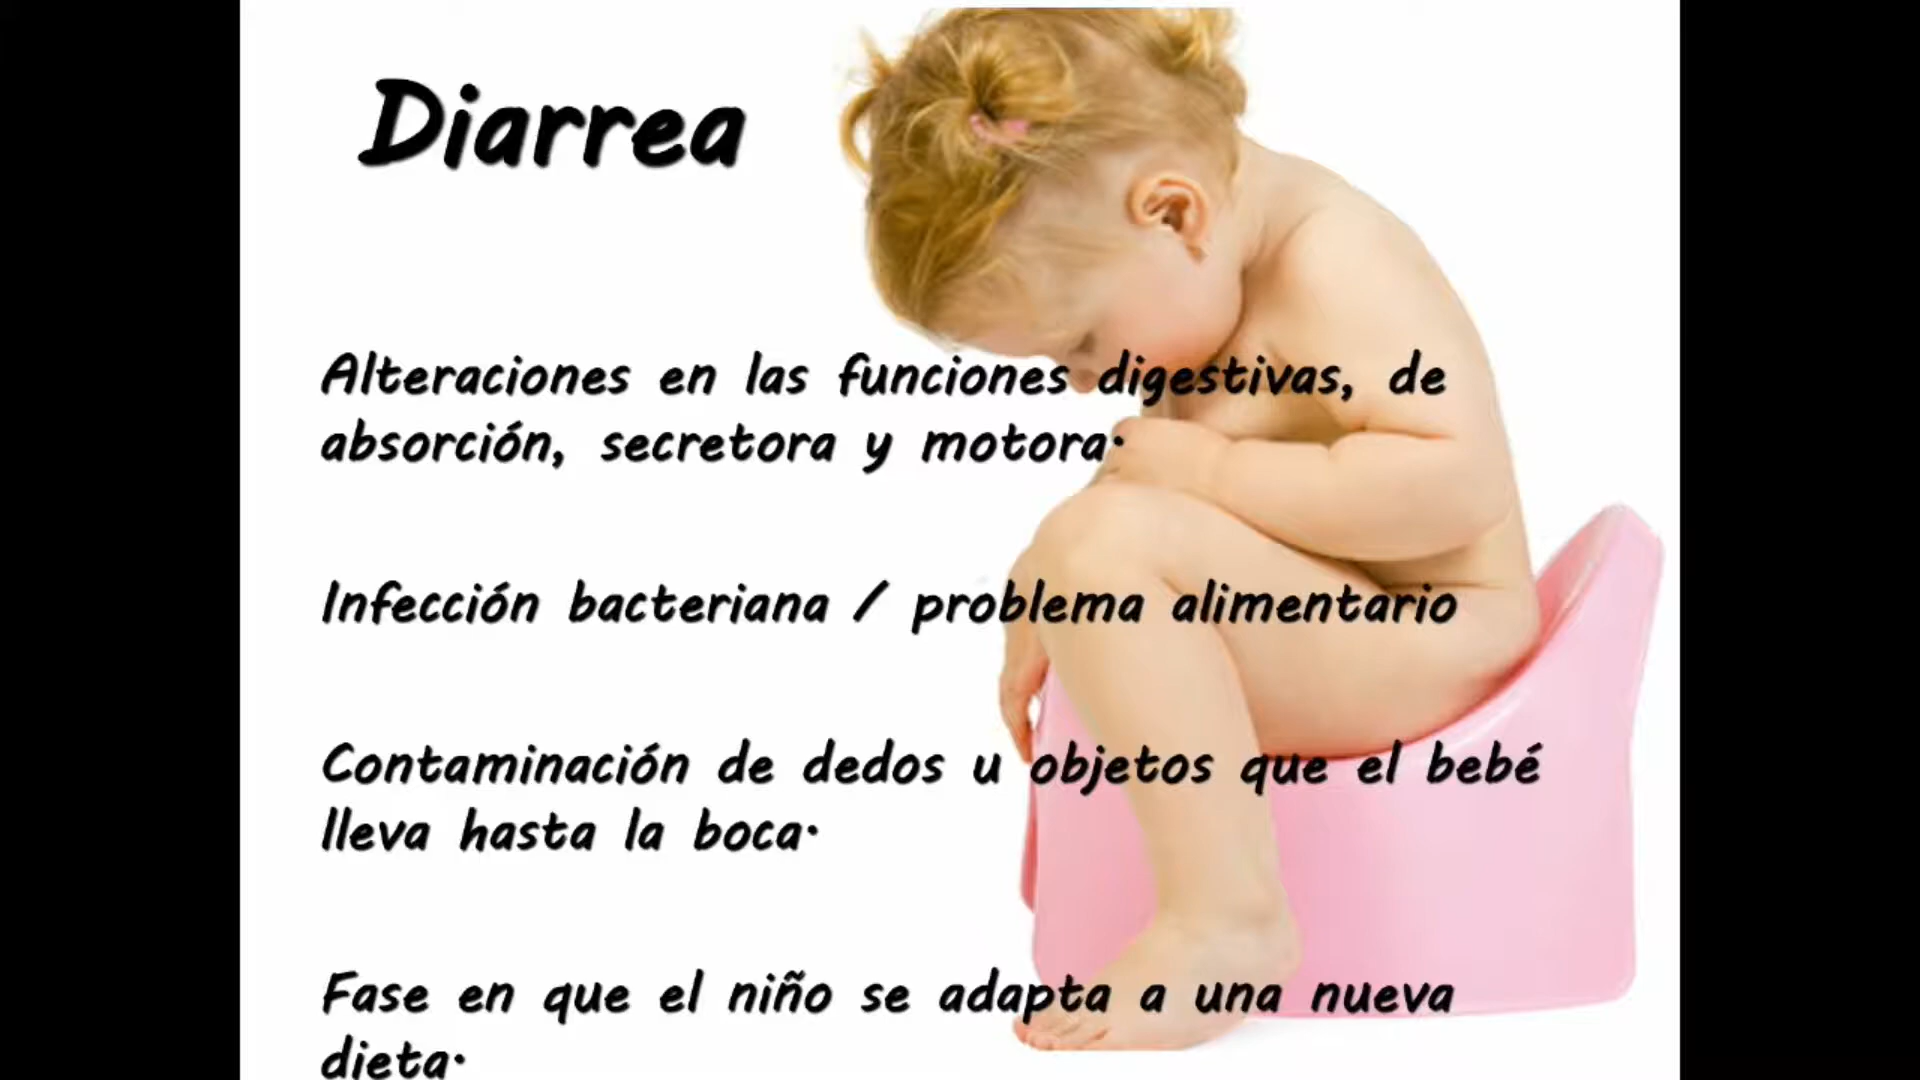 Diarrea
Alteraciones en las funciones digestivas, de
absorción, secretora y motora.
Infección bacteriana / problema alimentario
Contaminación de dedos u objetos que el bebé
lleva hasta la boca.
Fase en que el niño se adapta a una nueva
dieta.